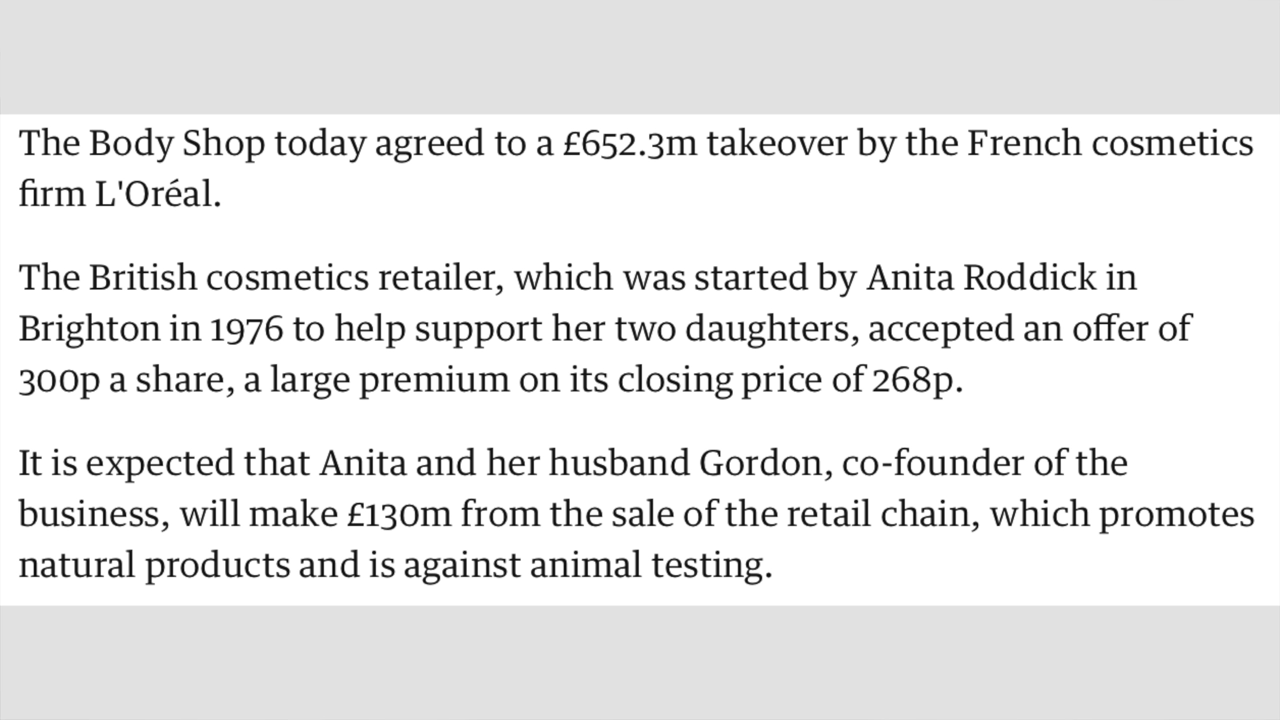 The Body Shop today agreed to a £652.3m takeover by the French cosmetics
firm L'Oréal.
The British cosmetics retailer, which was started by Anita Roddick in
Brighton in 1976 to help support her two daughters, accepted an offer of
300p a share, a large premium on its closing price of 268p.
It is expected that Anita and her husband Gordon, co-founder of the
business, will make £130m from the sale of the retail chain, which promotes
natural products and is against animal testing.